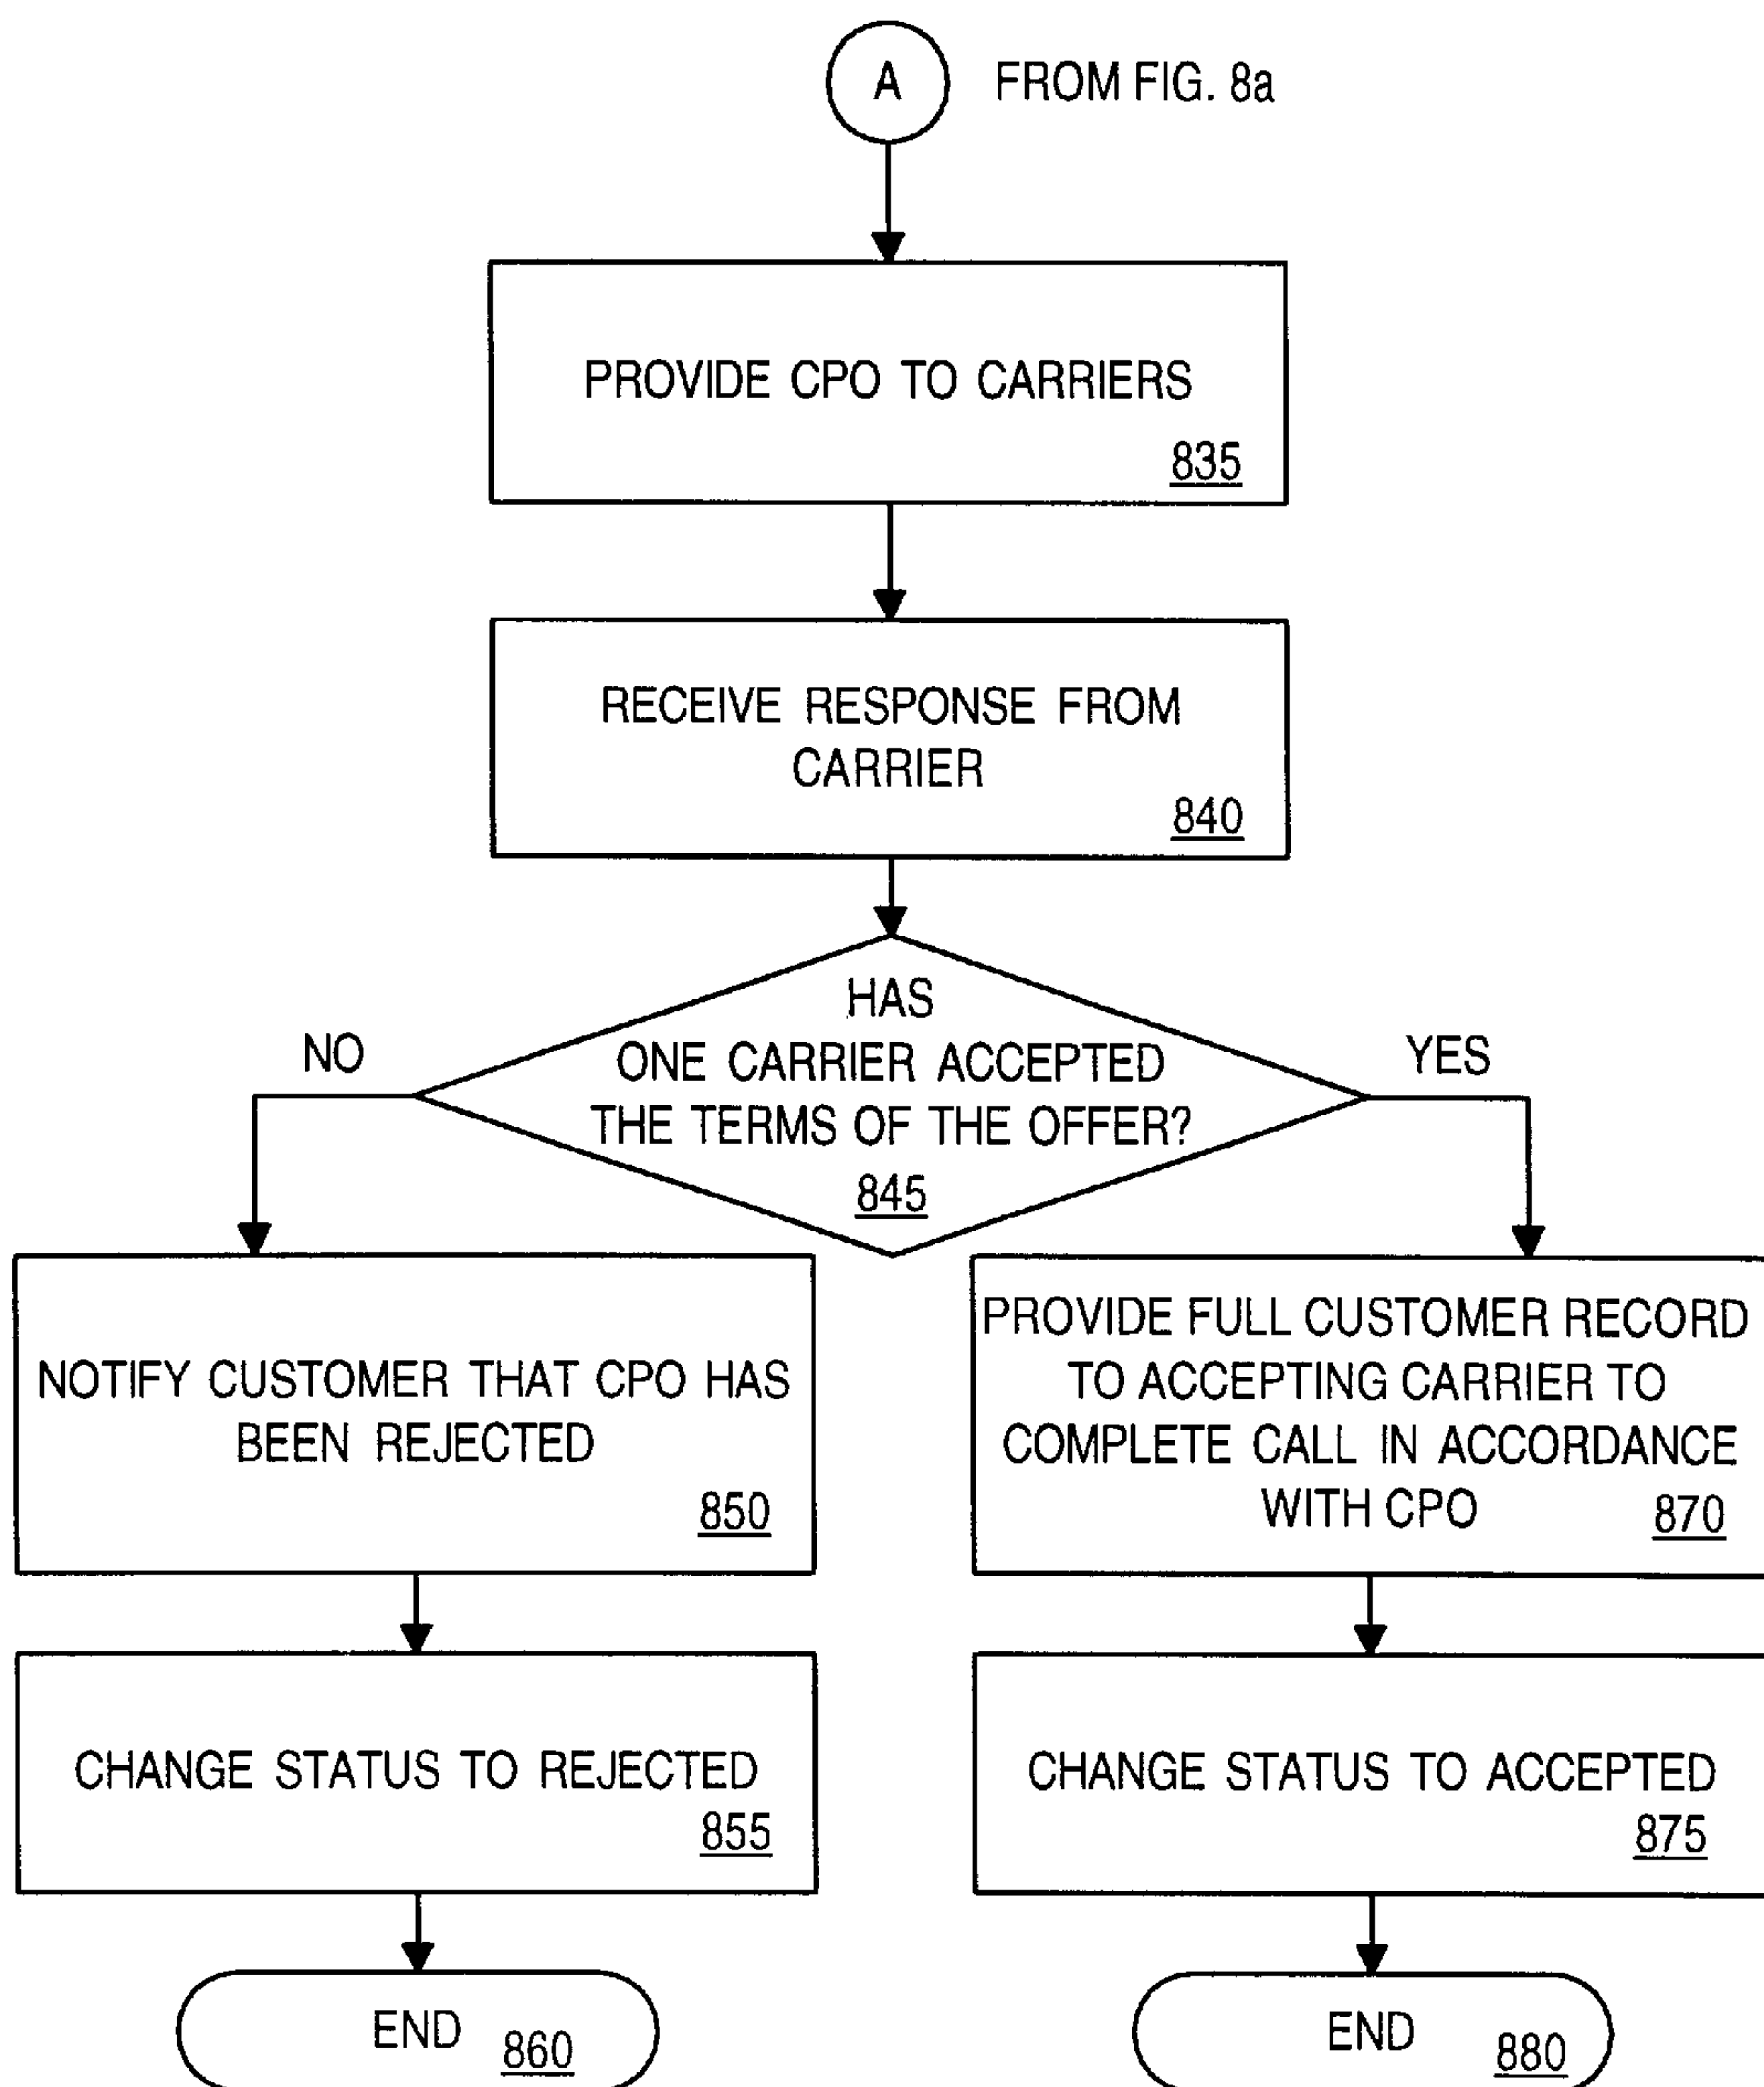 A
FROM FIG. 8a
PROVIDE CPO TO CARRIERS
835
RECEIVE RESPONSE FROM
CARRIER
840
HAS
ONE CARRIER ACCEPTED
THE TERMS OF THE OFFER?
845
NO
YES
NOTIFY CUSTOMER THAT CPO HAS
BEEN REJECTED
850
CHANGE STATUS TO REJECTED
855
END
860
PROVIDE FULL CUSTOMER RECORD
TO ACCEPTING CARRIER TO
COMPLETE CALL IN ACCORDANCE
WITH CPO
870
CHANGE STATUS TO ACCEPTED
875
END
880